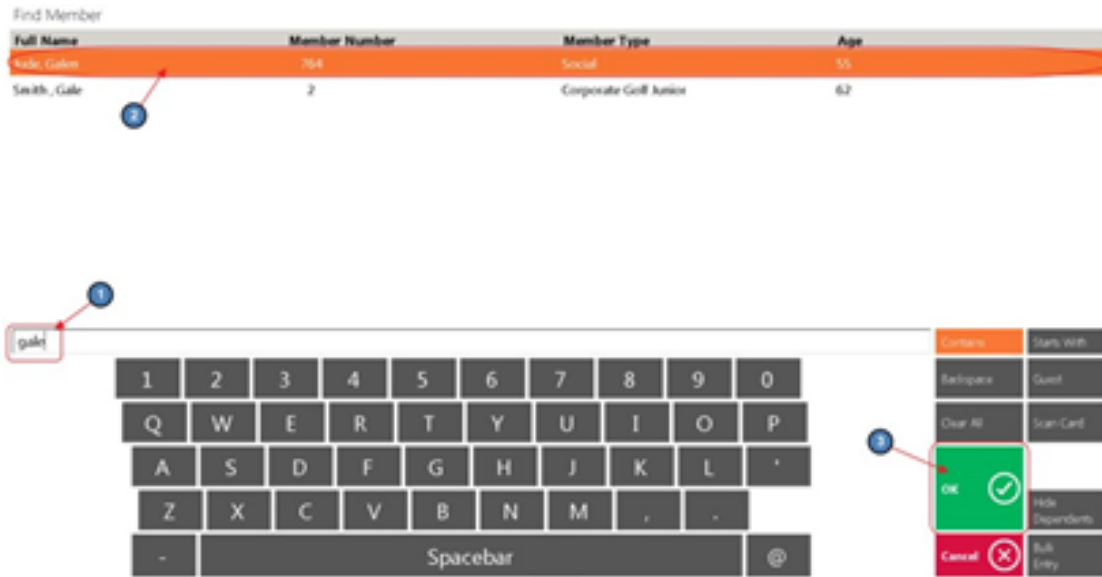 Find Member
Full Name Member Number Member Type Age
Galen 764 Social 55
Smith , Gale 2 Corporate Golf Junior 62
2
1
gale
Contains Starts With
1 2 3 4 5 6 7 8 9 0
Backspace Guest
Q W E R T Y U I O P
Clear All Scan Card
3
A S D F G H J K L '
OK
Z X C V B N M , .
Hide
Dependents
- Spacebar @
Cancel
Bulk
Entry